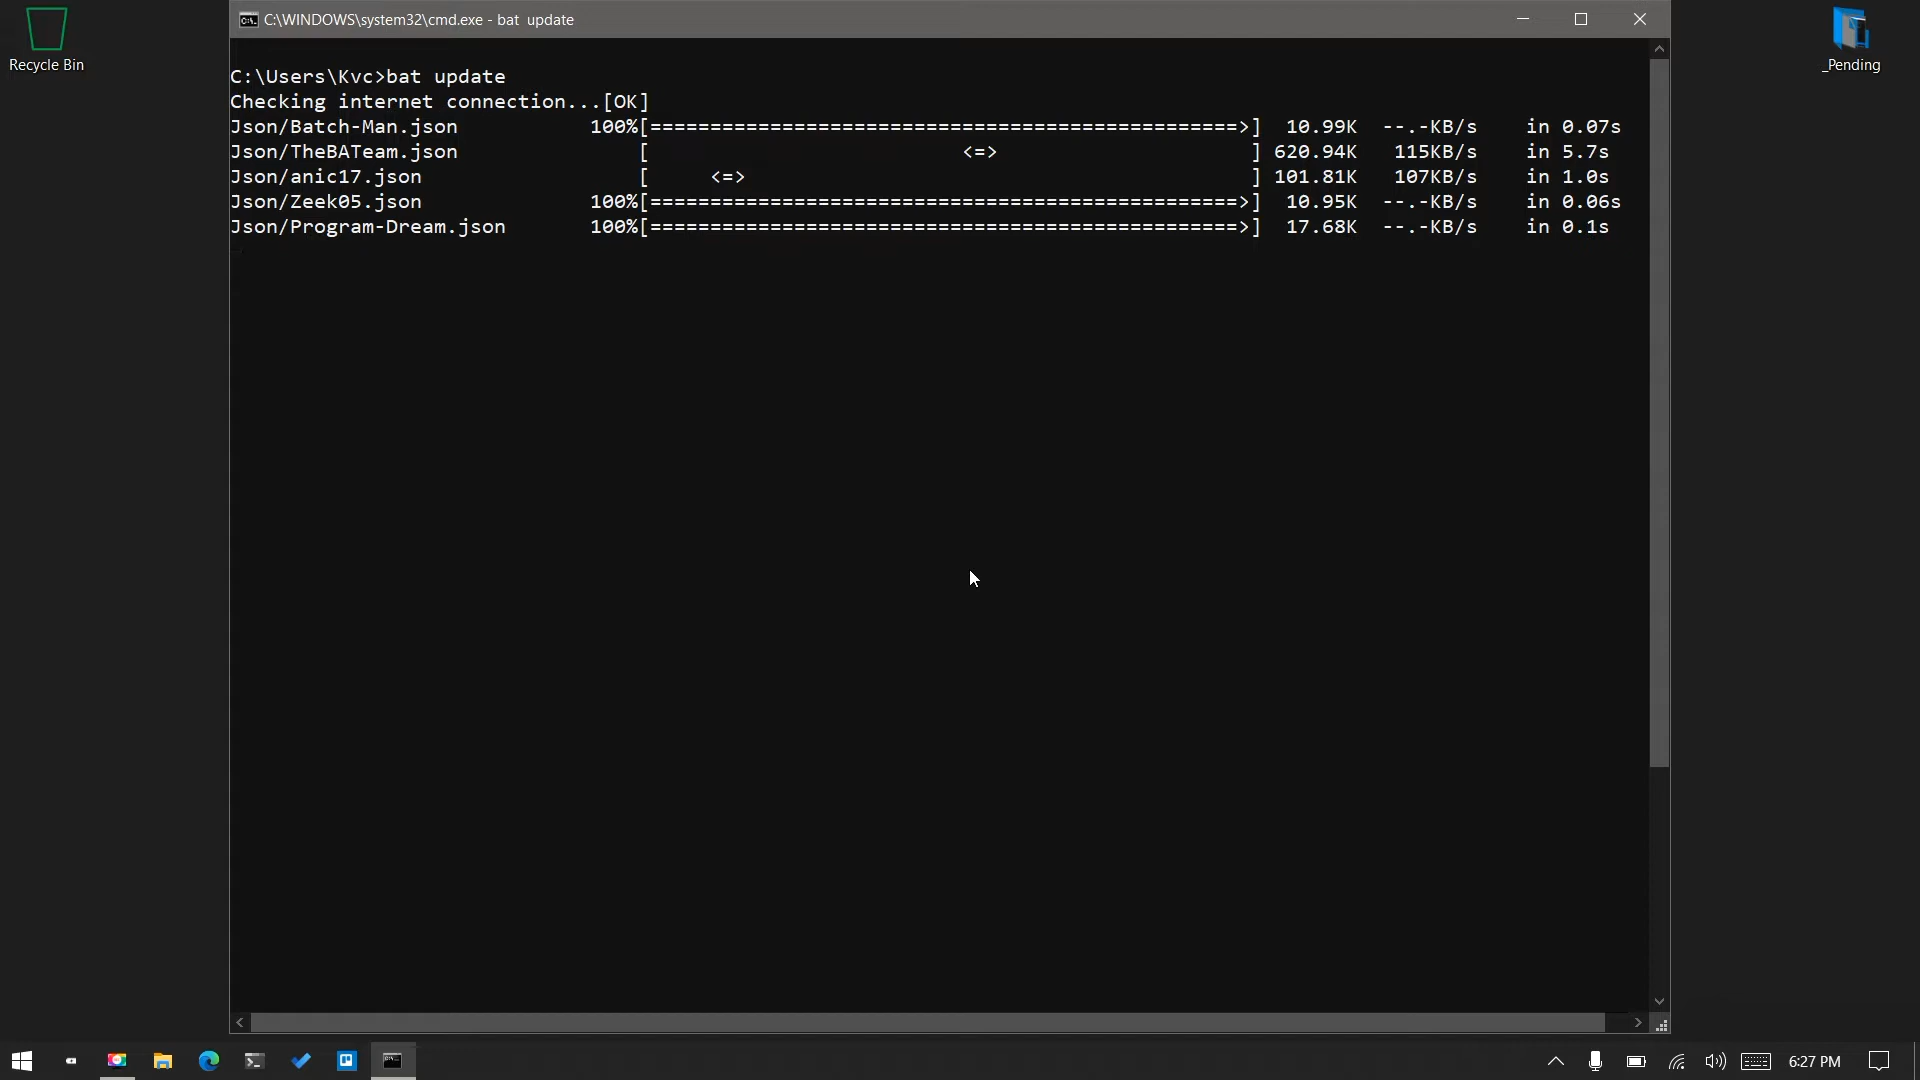 C:\WINDOWS\system32\cmd.exe - bat  update
Recycle Bin
_Pending
C:\Users\Kvc>bat update
Checking internet connection...[OK]
Json/Batch-Man.json           100%[=================================================>]  10.99K  --.-KB/s    in 0.07s
Json/TheBATeam.json               [                          <=>                     ] 620.94K   115KB/s    in 5.7s
Json/anic17.json                  [     <=>                                          ] 101.81K   107KB/s    in 1.0s
Json/Zeek05.json              100%[=================================================>]  10.95K  --.-KB/s    in 0.06s
Json/Program-Dream.json       100%[=================================================>]  17.68K  --.-KB/s    in 0.1s
6:27 PM